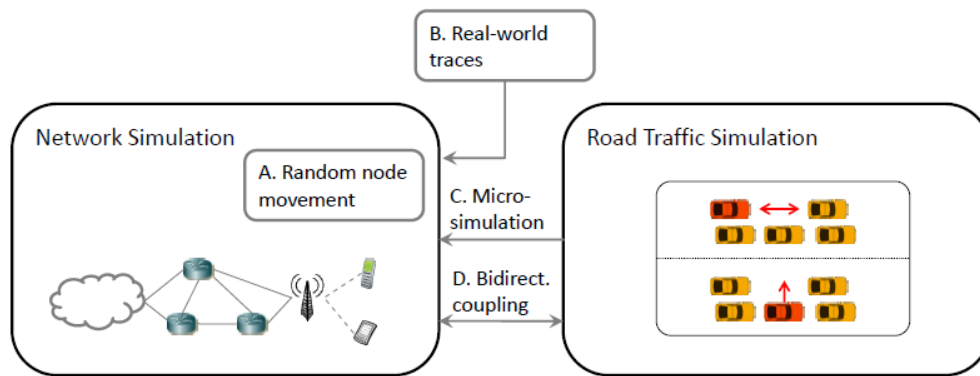 B. Real-world
traces
Network Simulation
Road Traffic Simulation
A. Random node
movement
C. Micro-
simulation
D. Bidirect.
coupling